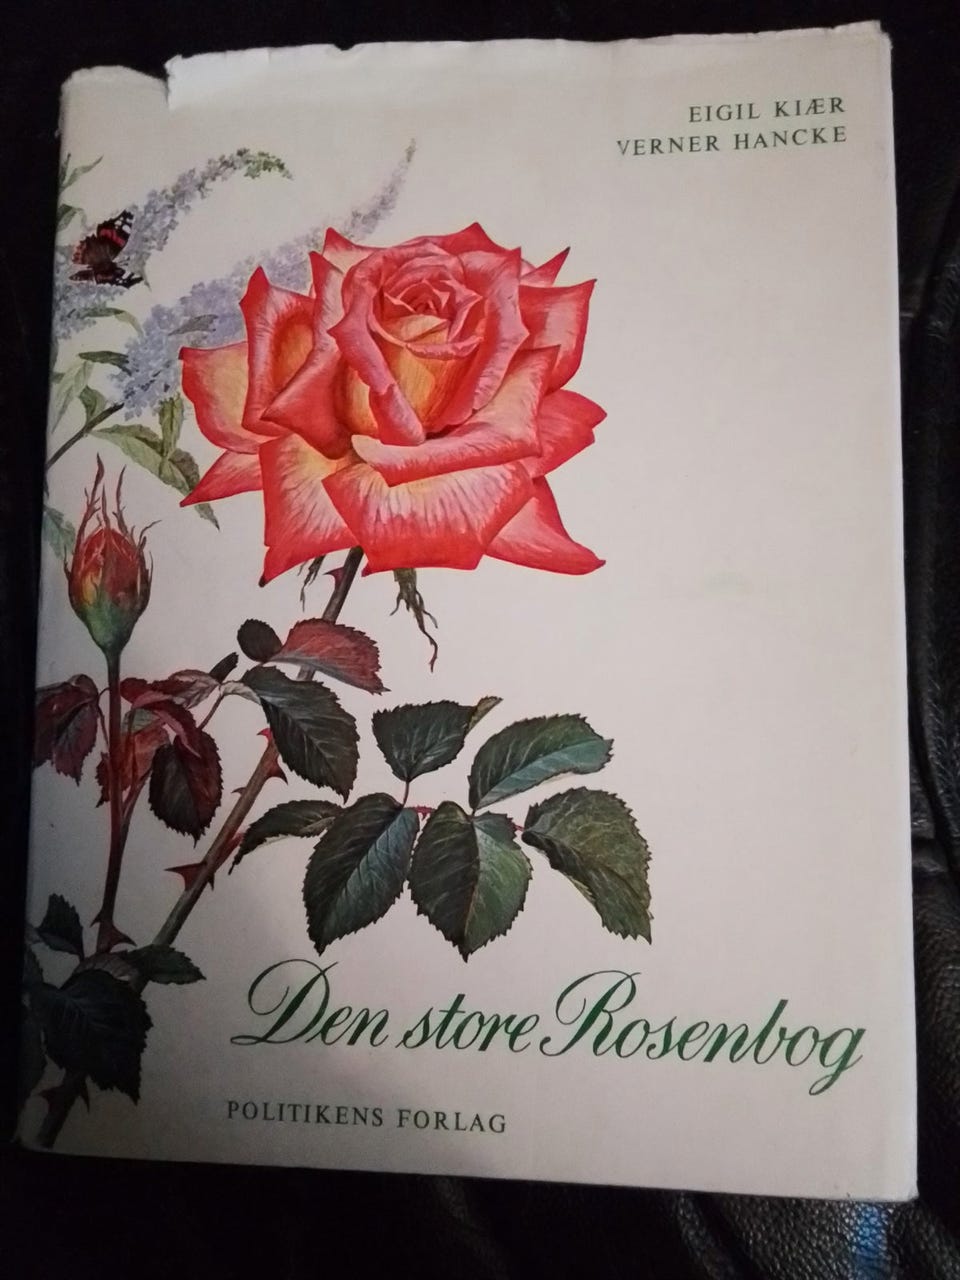 EIGIL KIÆR
VERNER HANCKE
Den store Rosenbog
POLITIKENS FORLAG